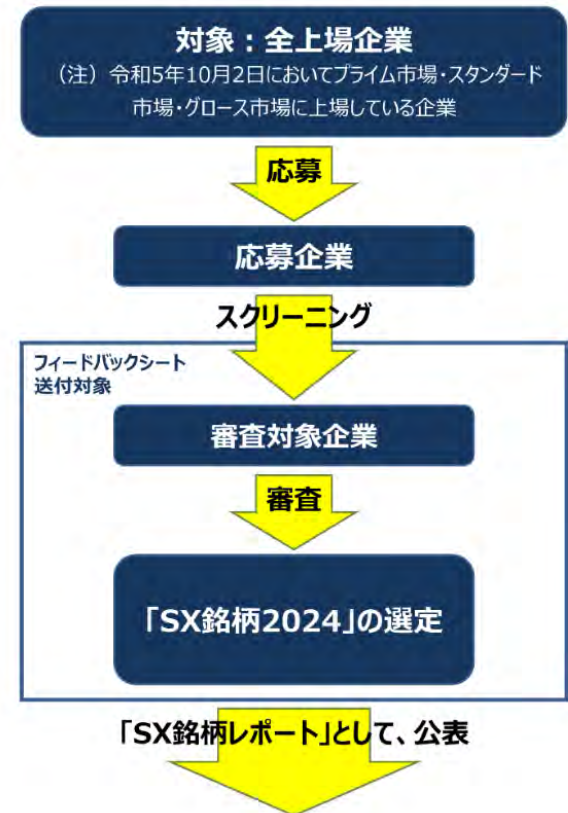 対象：全上場企業
（注）令和5年10月2日においてプライム市場・スタンダード
市場・グロース市場に上場している企業
応募
応募企業
スクリーニング
フィードバックシート
送付対象
審査対象企業
審査
「SX銘柄2024」の選定
「SX銘柄レポート」として、公表